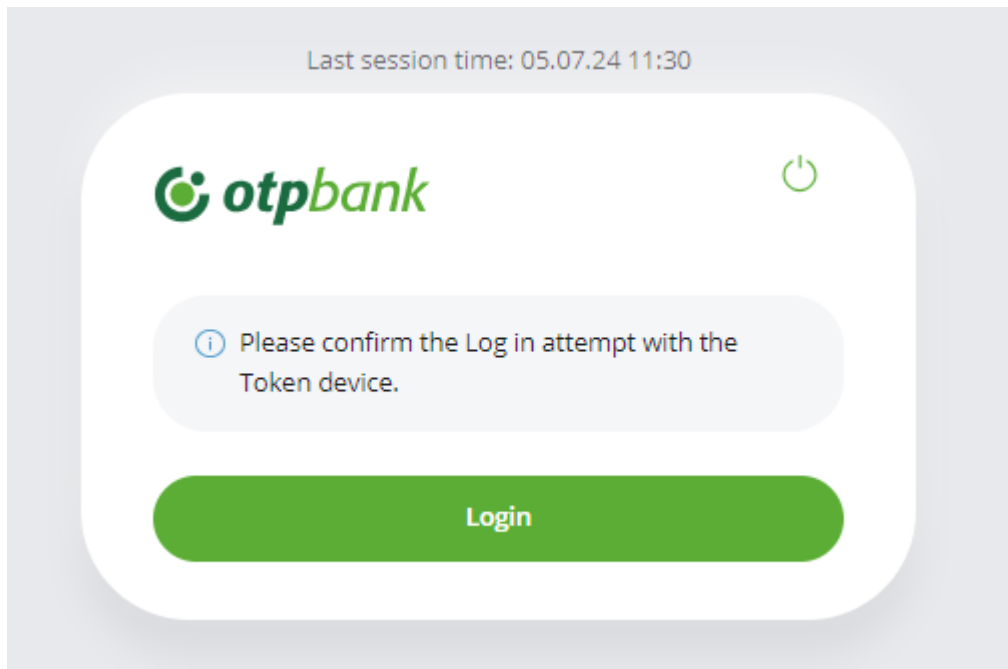 Last session time: 05.07.24 11:30
otpbank
Please confirm the Log in attempt with the
Token device.
Login